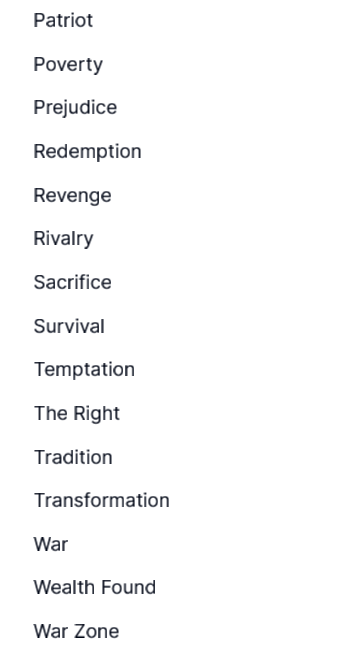 Patriot
Poverty
Prejudice
Redemption
Revenge
Rivalry
Sacrifice
Survival
Temptation
The Right
Tradition
Transformation
War
Wealth Found
War Zone